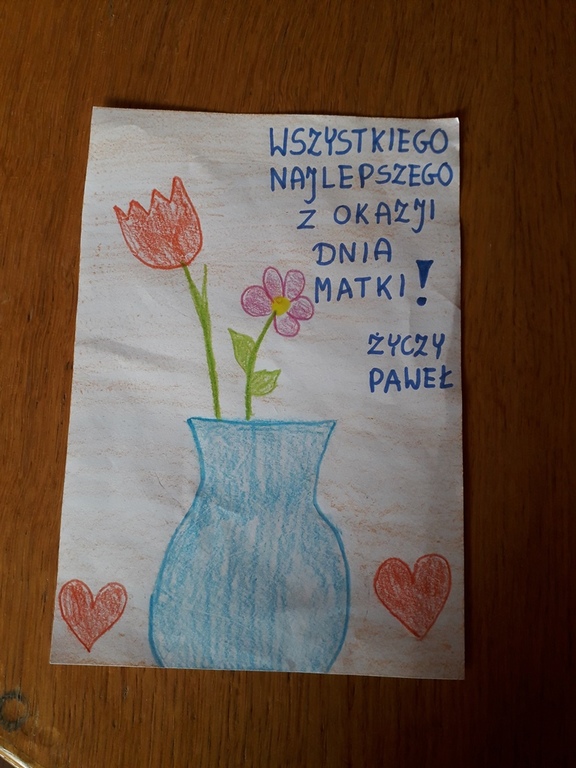 WSZYSTKIEGO
NAJLEPSZEGO
Z OKAZJI
DNIA
MATKI!
ŻYCZY
PAWEŁ